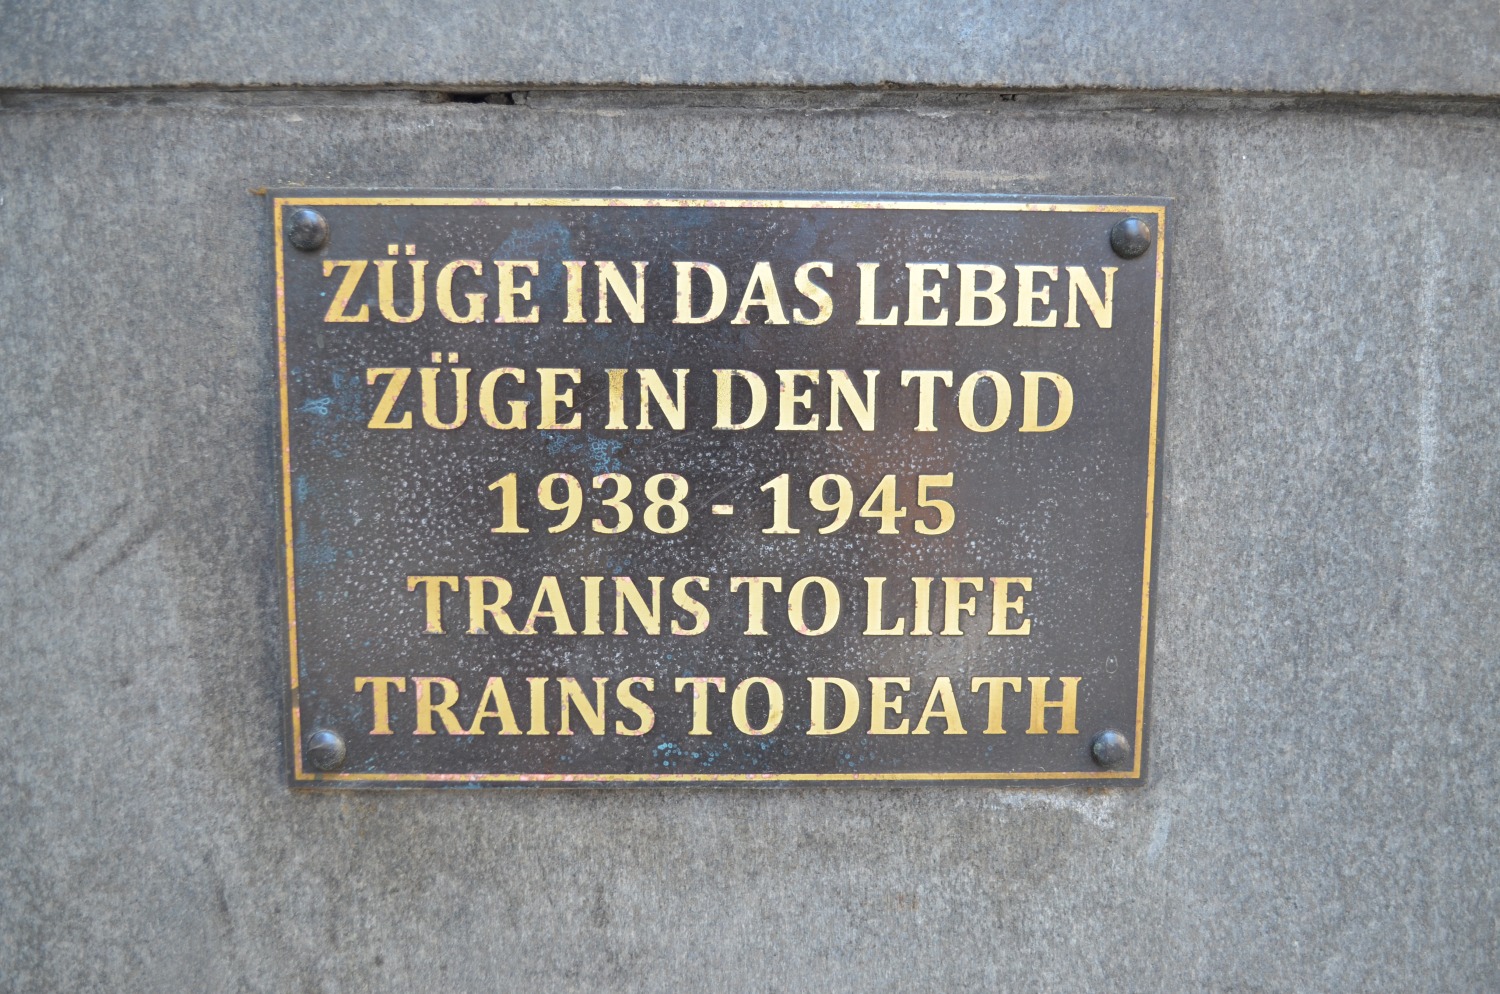 ZÜGE IN DAS LEBEN
ZÜGE IN DEN TOD
1938 - 1945
TRAINS TO LIFE
TRAINS TO DEATH